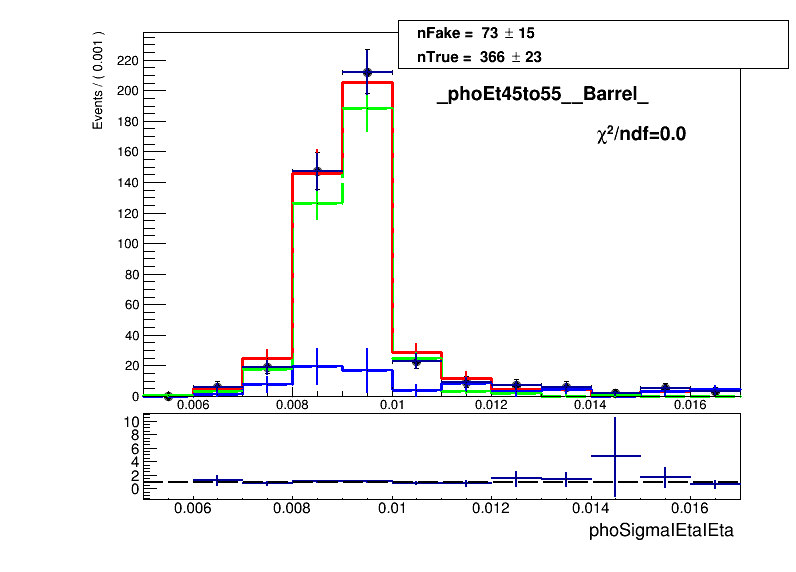 nFake = 73 ± 15
nTrue = 366 ± 23
_phoEt45to55__Barrel_
χ²/ndf=0.0
Events / ( 0.001 )
220
200
180
160
140
120
100
80
60
40
20
0
0.006 0.008 0.01 0.012 0.014 0.016
10
8
6
4
2
0
0.006 0.008 0.01 0.012 0.014 0.016
phoSigmaIEtaIEta